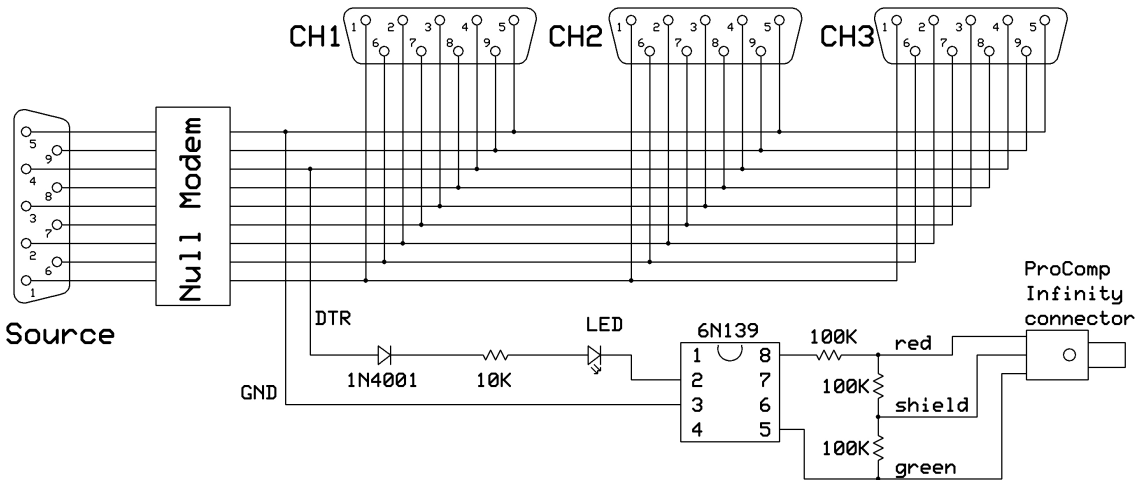 CH1
1 2 3 4 5
6 7 8 9
CH2
1 2 3 4 5
6 7 8 9
CH3
1 2 3 4 5
6 7 8 9
5
9
4
8
3
7
2
6
1
Source
Null Modem
DTR
GND
1N4001
10K
LED
6N139
1 8
2 7
3 6
4 5
100K
100K
100K
red
shield
green
ProComp
Infinity
connector